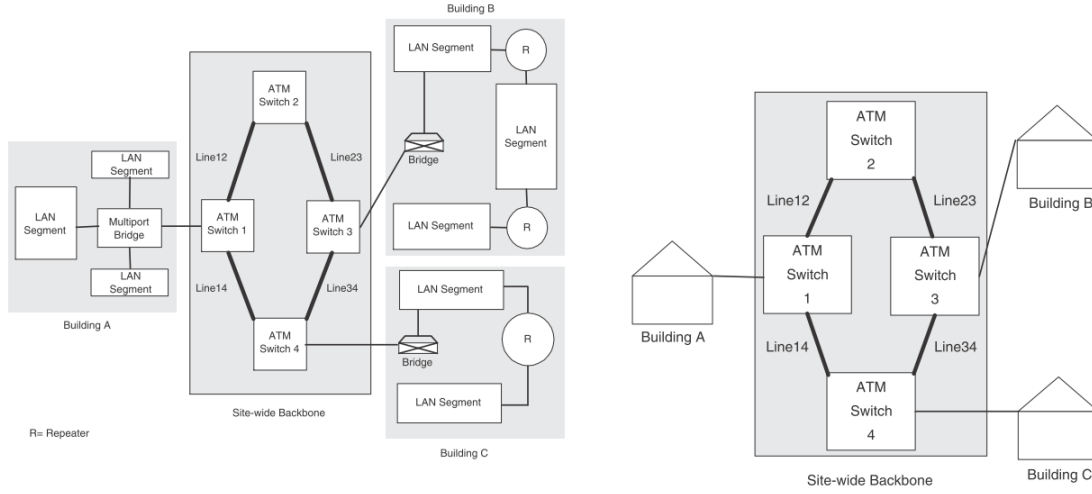 Building B
LAN Segment
R
ATM
Switch 2
LAN
Segment
Line12
Line23
Bridge
LAN
Segment
LAN
Segment
Multiport
Bridge
ATM
Switch 1
ATM
Switch 3
LAN Segment
R
LAN
Segment
Building A
Line14
Line34
LAN Segment
ATM
Switch 4
R
Bridge
LAN Segment
Site-wide Backbone
R= Repeater
Building C
ATM
Switch
2
Line12
Line23
Building B
ATM
Switch
1
ATM
Switch
3
Building A
Line14
Line34
ATM
Switch
4
Site-wide Backbone
Building C